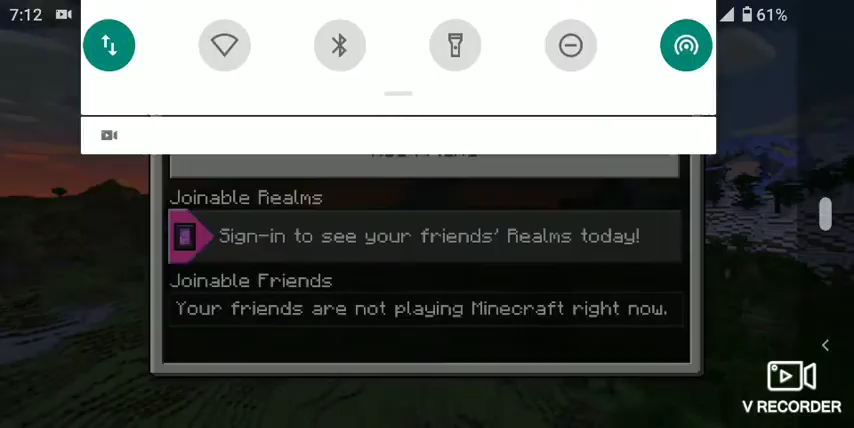 7:12
61%
Joinable Realms
Sign-in to see your friends' Realms today!
Joinable Friends
Your friends are not playing Minecraft right now.
V RECORDER